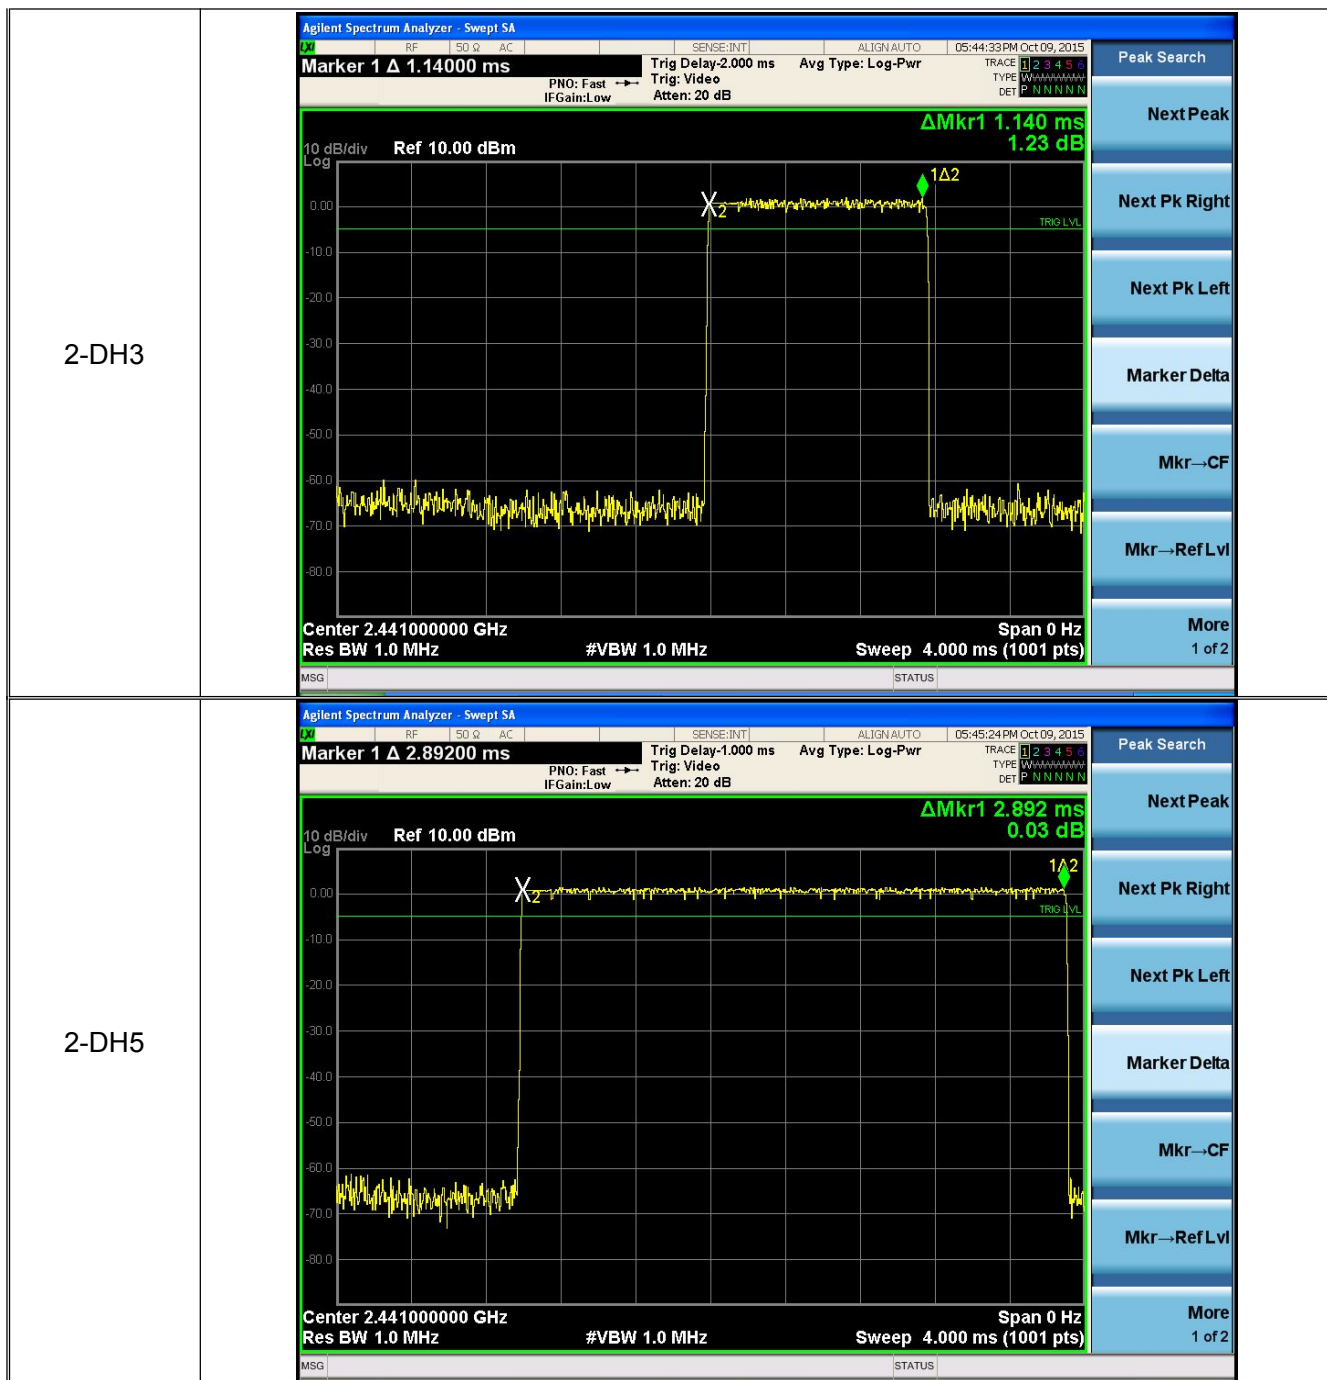 2-DH3
Agilent Spectrum Analyzer - Swept SA
LXI RF 50 Ω AC SENSE:INT ALIGN AUTO 05:44:33 PM Oct 09, 2015
Marker 1 Δ 1.14000 ms
PNO: Fast
IFGain:Low
Trig Delay-2.000 ms
Trig: Video
Atten: 20 dB
Avg Type: Log-Pwr
TRACE 1 2 3 4 5 6
TYPE W
DET P N N N N N
ΔMkr1 1.140 ms
1.23 dB
10 dB/div Ref 10.00 dBm
Log
1Δ2
2
TRIG LVL
0.00
-10.0
-20.0
-30.0
-40.0
-50.0
-60.0
-70.0
-80.0
Center 2.441000000 GHz Span 0 Hz
Res BW 1.0 MHz #VBW 1.0 MHz Sweep 4.000 ms (1001 pts)
MSG STATUS
Peak Search
Next Peak
Next Pk Right
Next Pk Left
Marker Delta
Mkr→CF
Mkr→Ref Lvl
More
1 of 2
2-DH5
Agilent Spectrum Analyzer - Swept SA
LXI RF 50 Ω AC SENSE:INT ALIGN AUTO 05:45:24 PM Oct 09, 2015
Marker 1 Δ 2.89200 ms
PNO: Fast
IFGain:Low
Trig Delay-1.000 ms
Trig: Video
Atten: 20 dB
Avg Type: Log-Pwr
TRACE 1 2 3 4 5 6
TYPE W
DET P N N N N N
ΔMkr1 2.892 ms
0.03 dB
10 dB/div Ref 10.00 dBm
Log
1Δ2
2
TRIG LVL
0.00
-10.0
-20.0
-30.0
-40.0
-50.0
-60.0
-70.0
-80.0
Center 2.441000000 GHz Span 0 Hz
Res BW 1.0 MHz #VBW 1.0 MHz Sweep 4.000 ms (1001 pts)
MSG STATUS
Peak Search
Next Peak
Next Pk Right
Next Pk Left
Marker Delta
Mkr→CF
Mkr→Ref Lvl
More
1 of 2